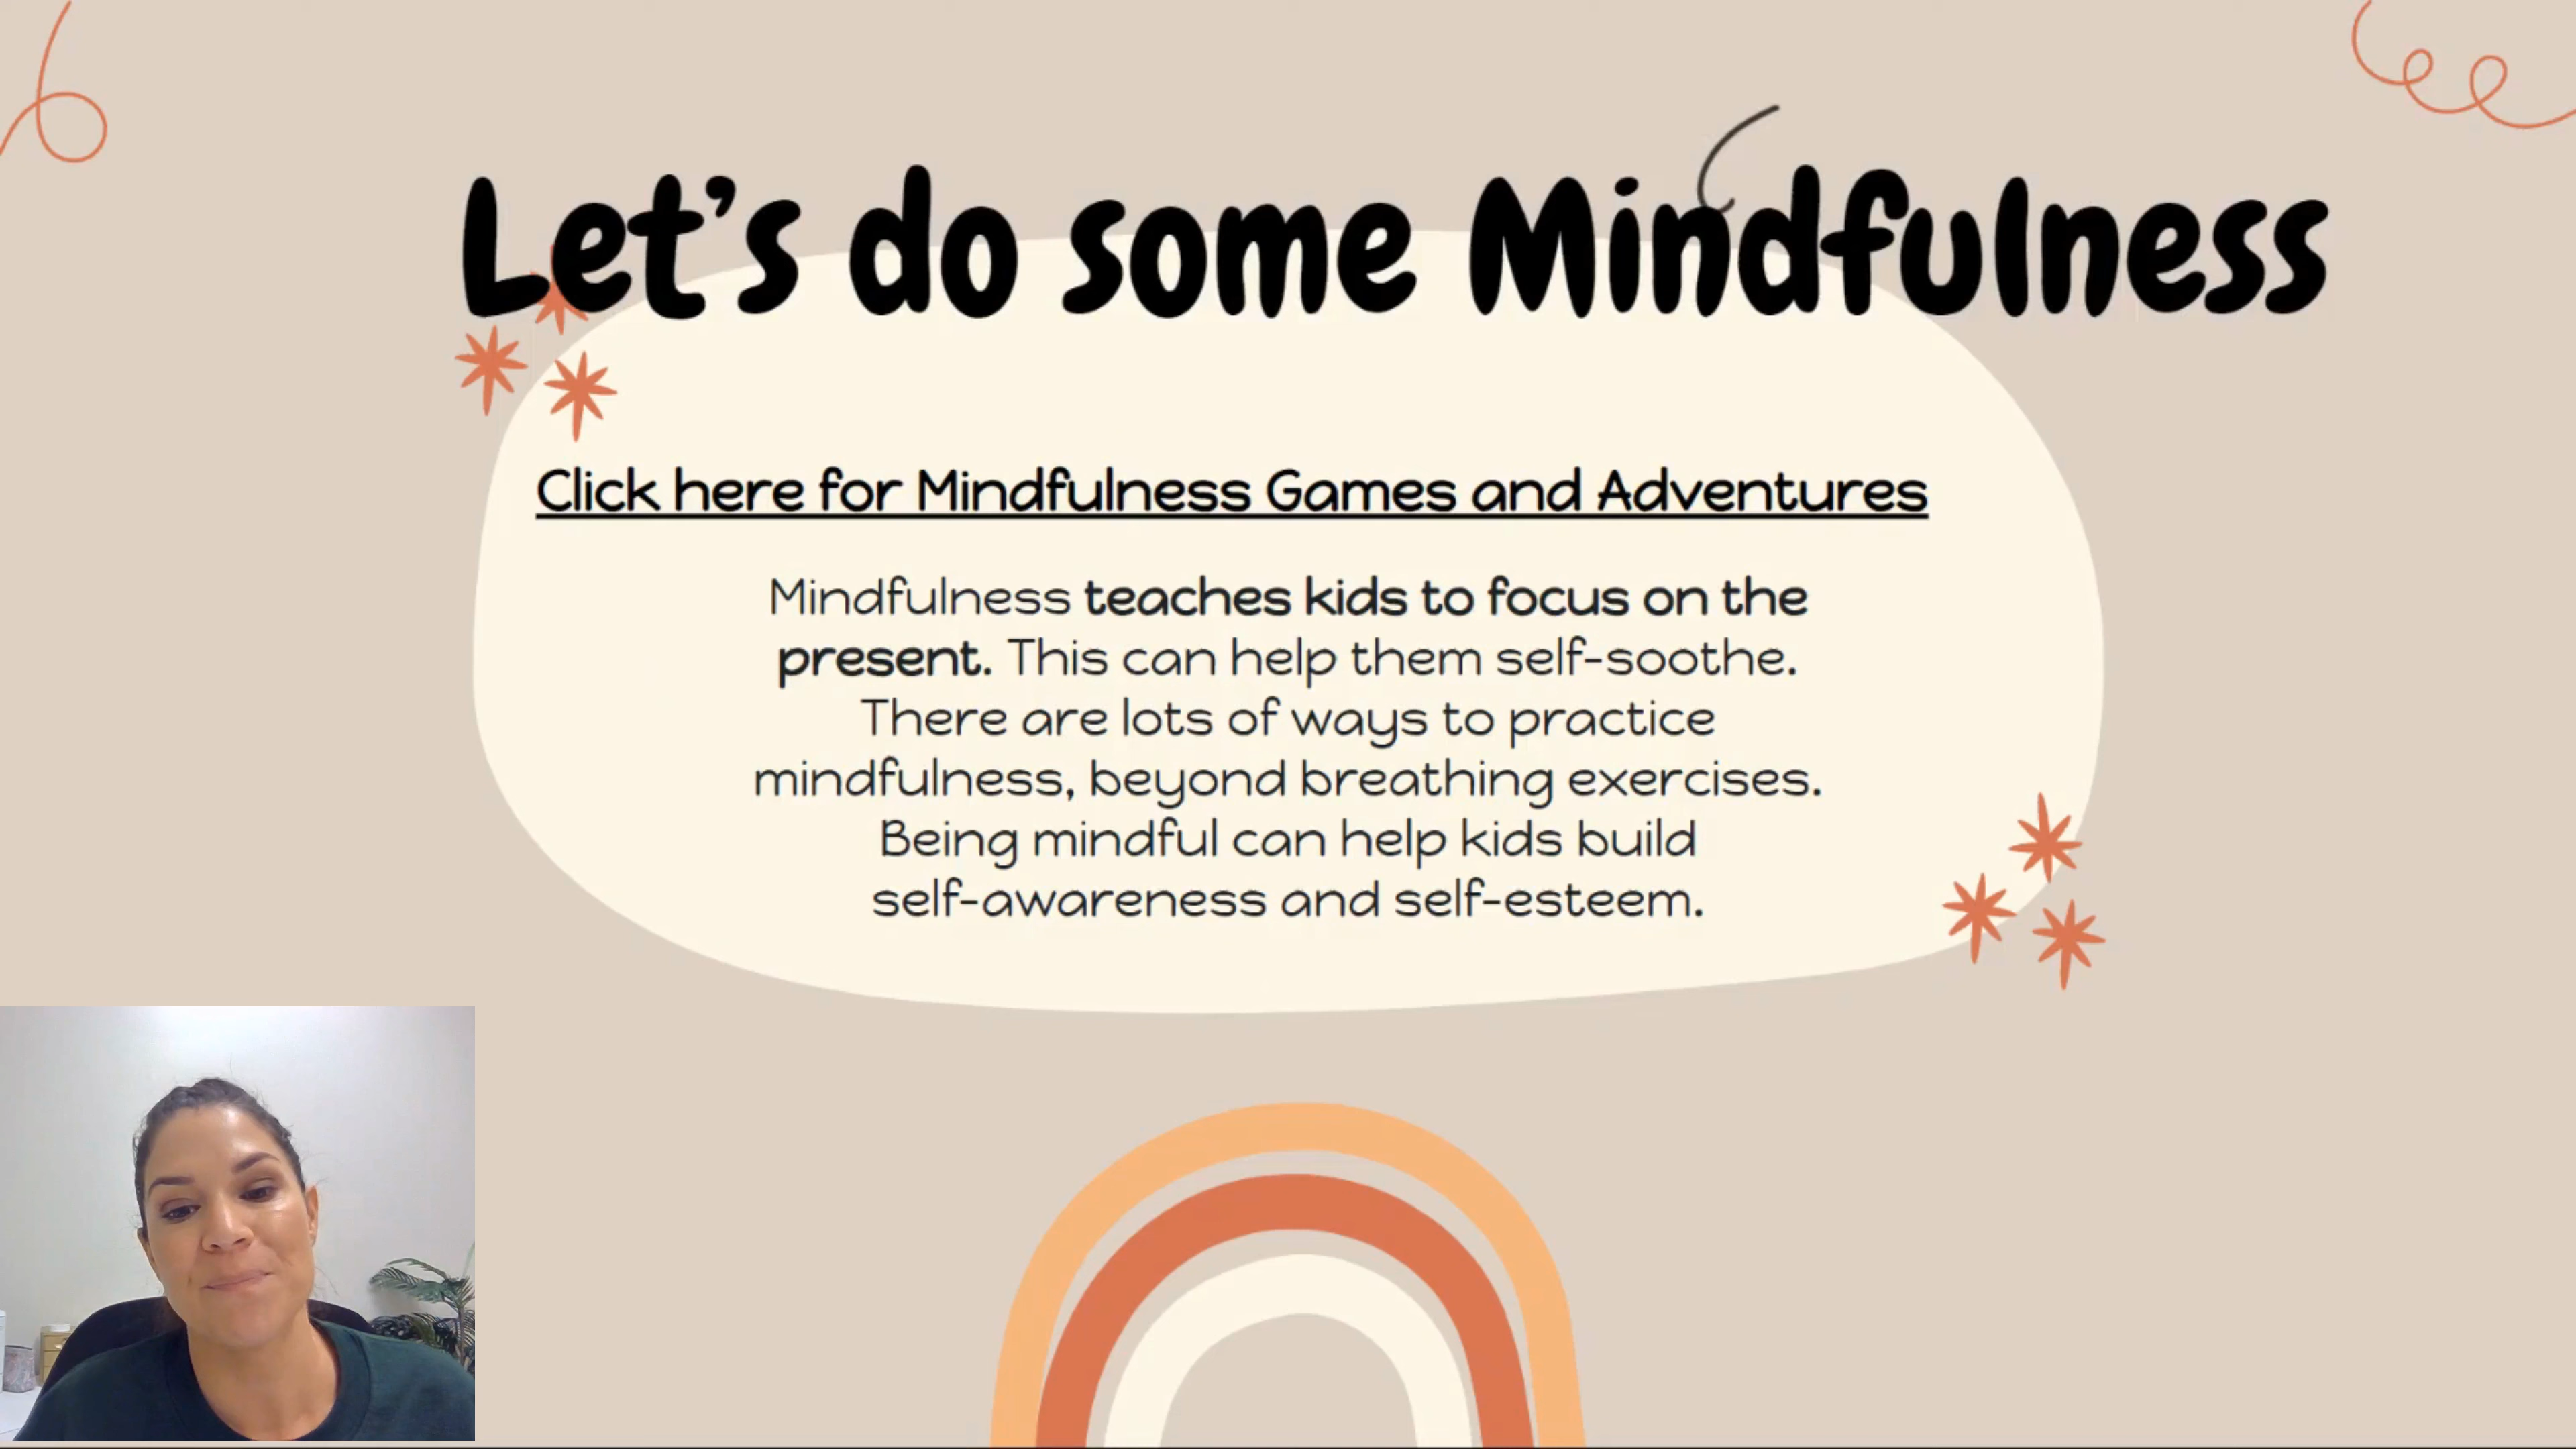 Let's do some Mindfulness
Click here for Mindfulness Games and Adventures
Mindfulness teaches kids to focus on the
present. This can help them self-soothe.
There are lots of ways to practice
mindfulness, beyond breathing exercises.
Being mindful can help kids build
self-awareness and self-esteem.